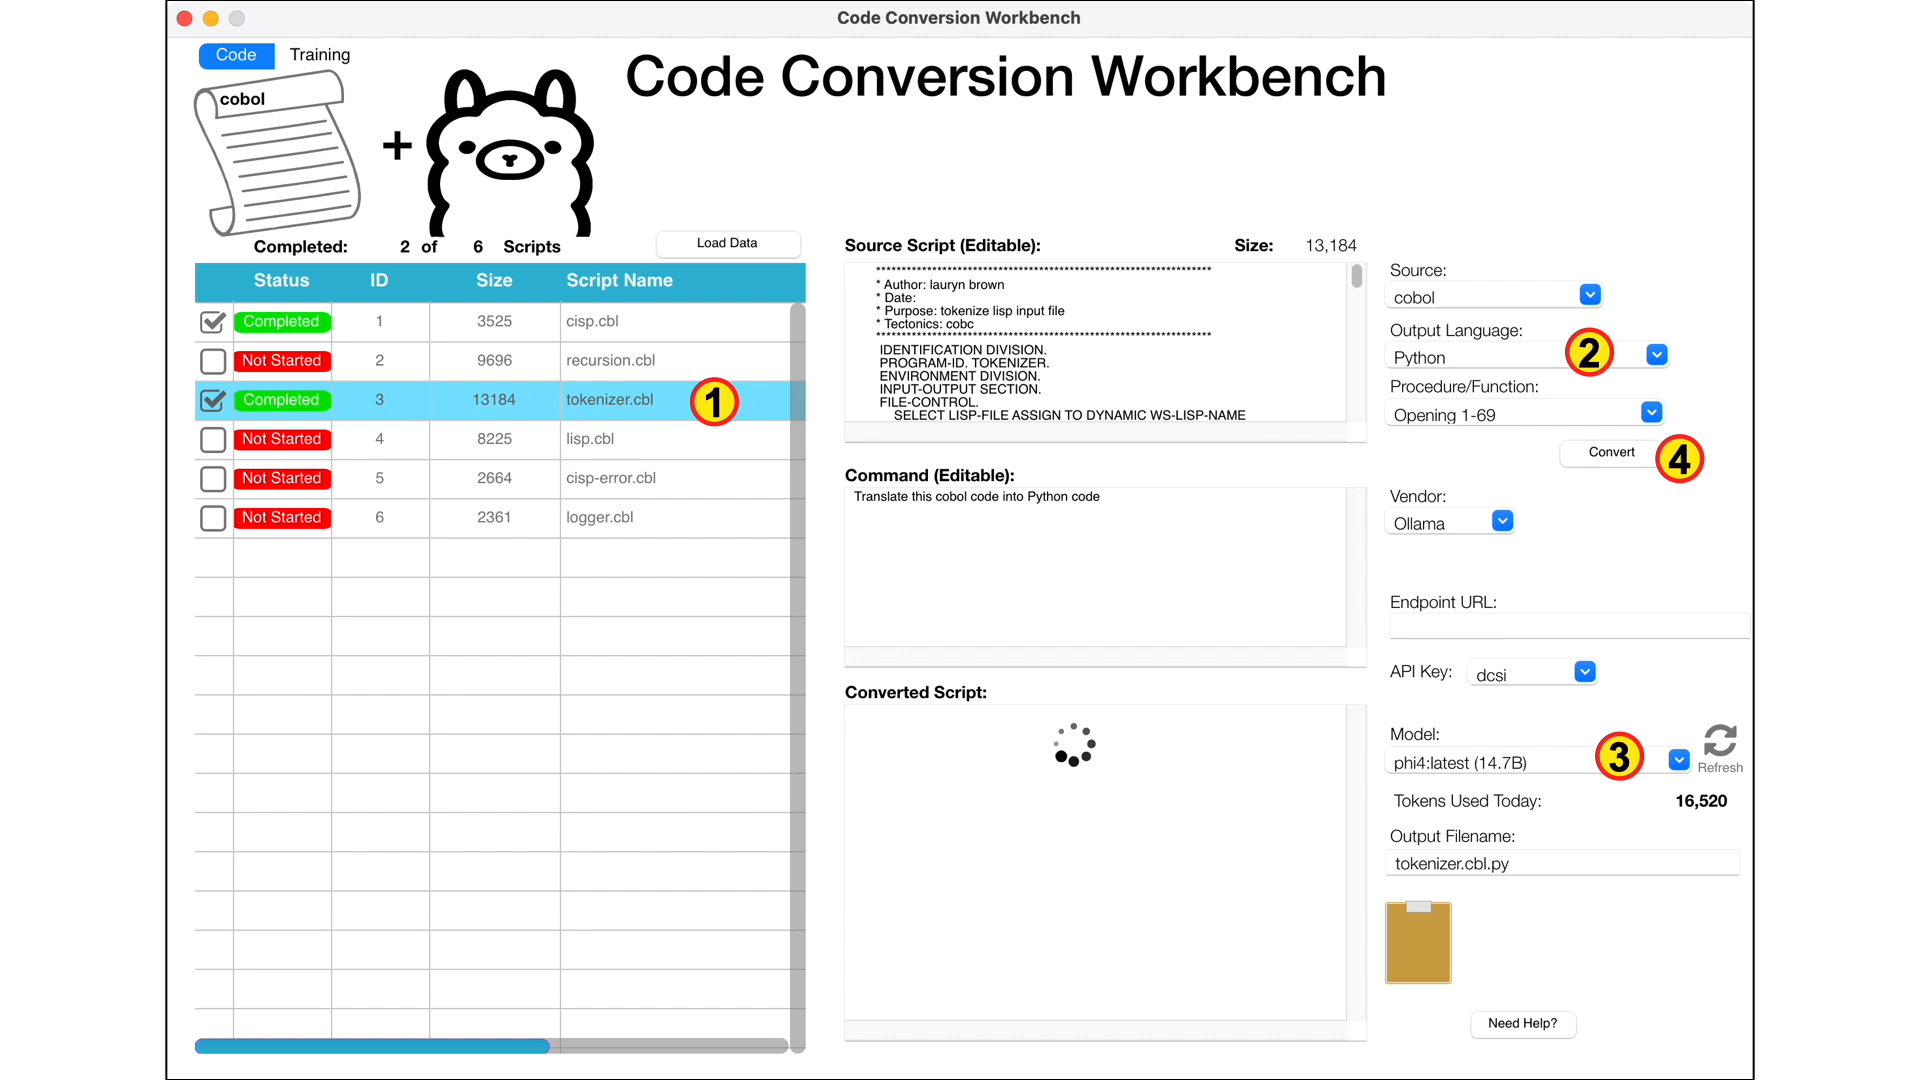 Code Conversion Workbench
Code Training
cobol
+
Code Conversion Workbench
Completed: 2 of 6 Scripts
Load Data
Status ID Size Script Name
Completed 1 3525 cisp.cbl
Not Started 2 9696 recursion.cbl
Completed 3 13184 tokenizer.cbl 1
Not Started 4 8225 lisp.cbl
Not Started 5 2664 cisp-error.cbl
Not Started 6 2361 logger.cbl
Source Script (Editable): Size: 13,184
*******************************************************************
* Author: lauryn brown
* Date:
* Purpose: tokenize lisp input file
* Tectonics: cobc
*******************************************************************
IDENTIFICATION DIVISION.
PROGRAM-ID. TOKENIZER.
ENVIRONMENT DIVISION.
INPUT-OUTPUT SECTION.
FILE-CONTROL.
SELECT LISP-FILE ASSIGN TO DYNAMIC WS-LISP-NAME
Command (Editable):
Translate this cobol code into Python code
Converted Script:
Source:
cobol
Output Language:
Python 2
Procedure/Function:
Opening 1-69
Convert 4
Vendor:
Ollama
Endpoint URL:
API Key: dcsi
Model:
phi4:latest (14.7B) 3
Refresh
Tokens Used Today: 16,520
Output Filename:
tokenizer.cbl.py
Need Help?